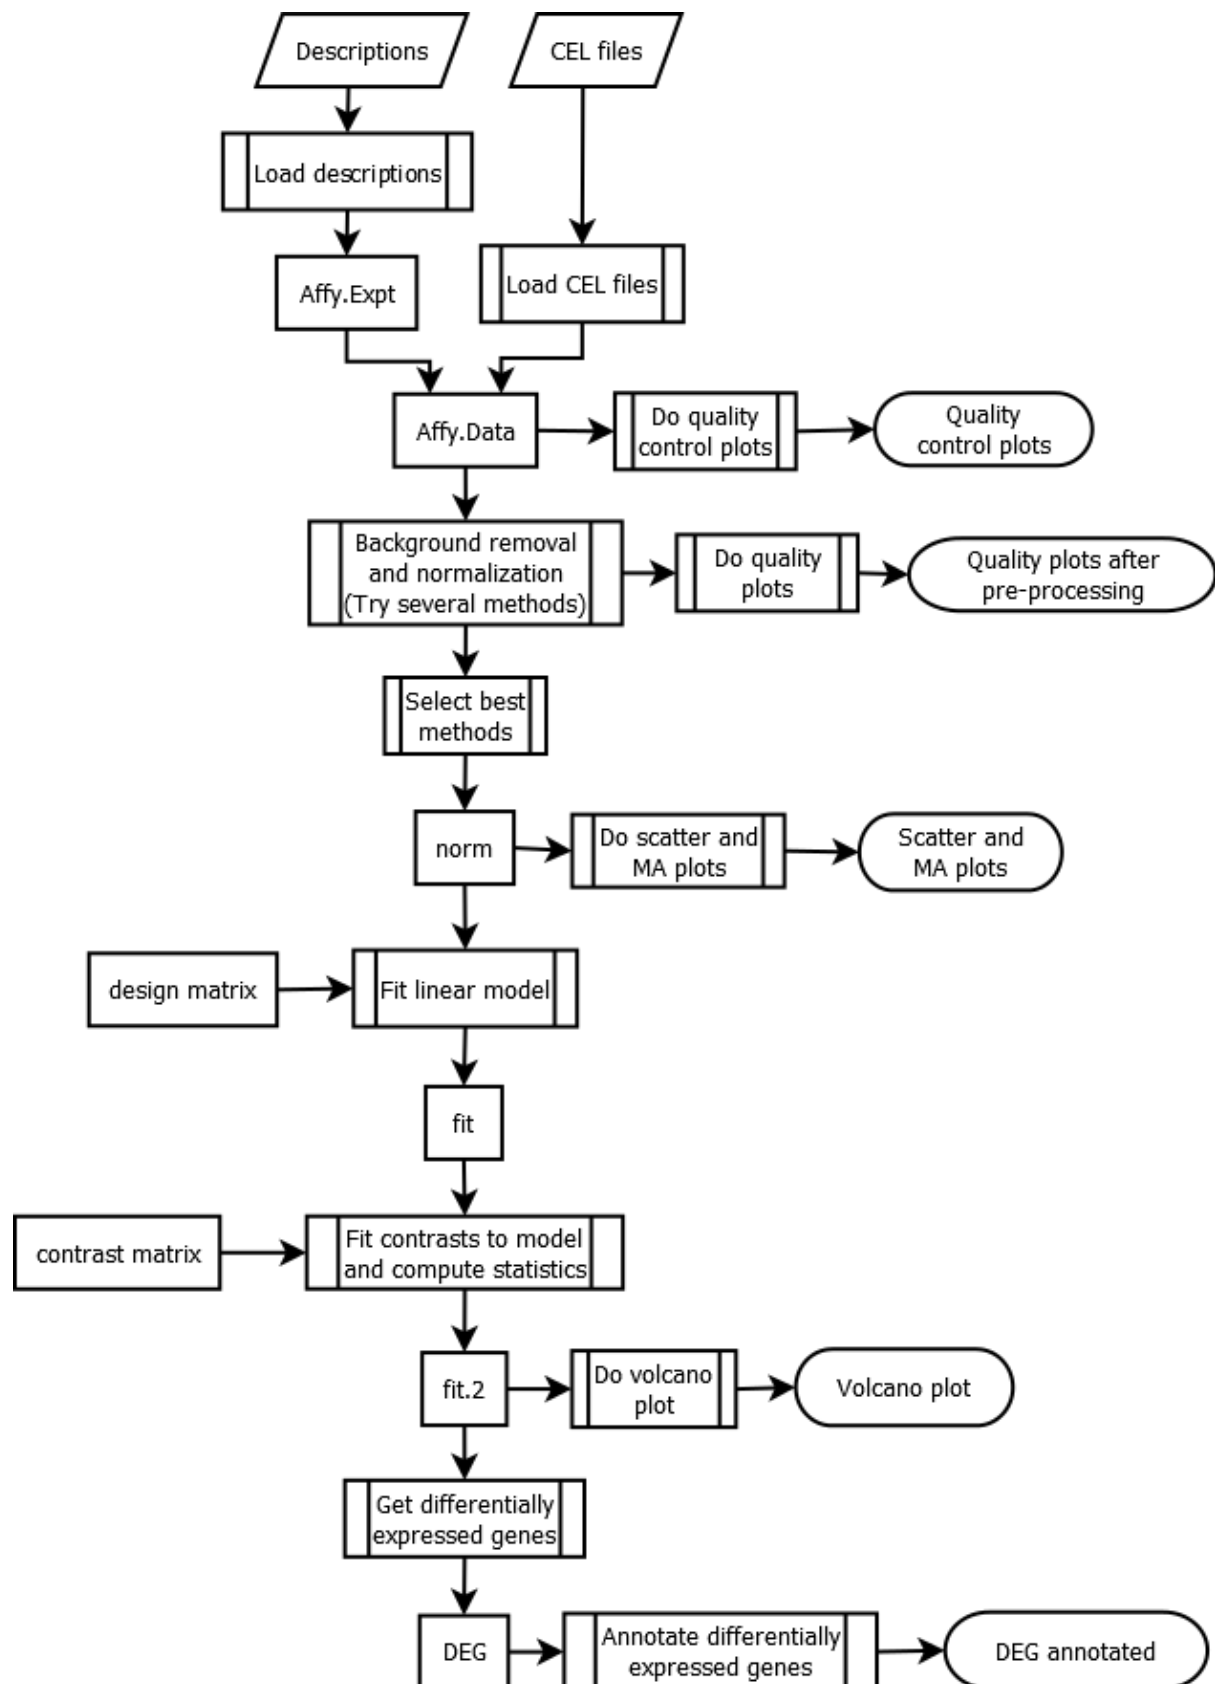 Descriptions
CEL files
Load descriptions
Load CEL files
Affy.Expt
Affy.Data
Do quality
control plots
Quality
control plots
Background removal
and normalization
(Try several methods)
Do quality
plots
Quality plots after
pre-processing
Select best
methods
norm
Do scatter and
MA plots
Scatter and
MA plots
design matrix
Fit linear model
fit
contrast matrix
Fit contrasts to model
and compute statistics
fit.2
Do volcano
plot
Volcano plot
Get differentially
expressed genes
DEG
Annotate differentially
expressed genes
DEG annotated